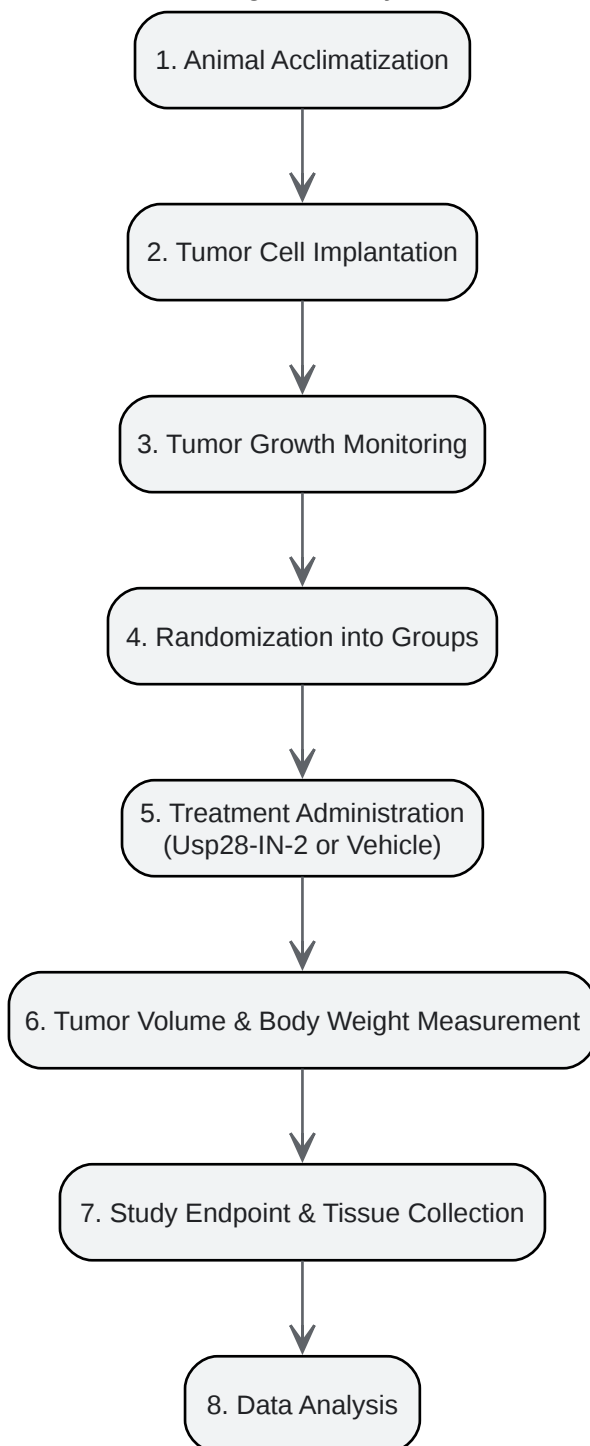 1. Animal Acclimatization
2. Tumor Cell Implantation
3. Tumor Growth Monitoring
4. Randomization into Groups
5. Treatment Administration
(Usp28-IN-2 or Vehicle)
6. Tumor Volume & Body Weight Measurement
7. Study Endpoint & Tissue Collection
8. Data Analysis